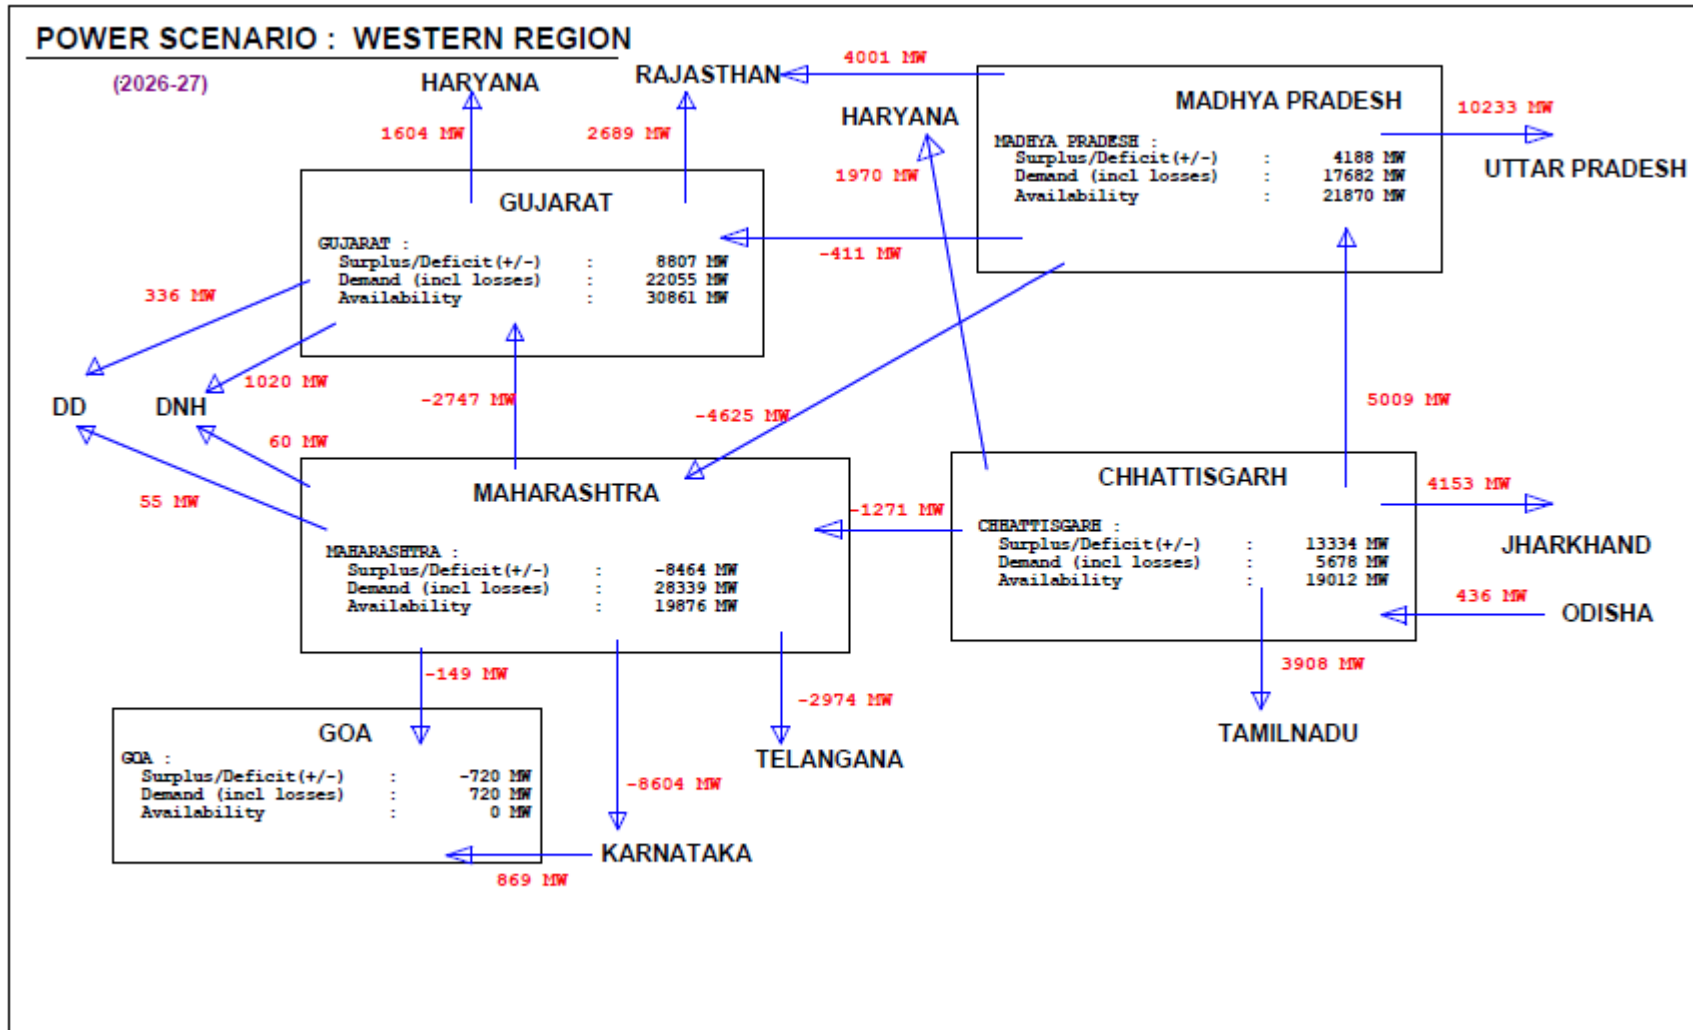 POWER SCENARIO : WESTERN REGION
(2026-27)
HARYANA
RAJASTHAN
4001 MW
1604 MW
2689 MW
HARYANA
1970 MW
MADHYA PRADESH
MADHYA PRADESH :
Surplus/Deficit(+/-) : 4188 MW
Demand (incl losses) : 17682 MW
Availability : 21870 MW
10233 MW
UTTAR PRADESH
GUJARAT
GUJARAT :
Surplus/Deficit(+/-) : 8807 MW
Demand (incl losses) : 22055 MW
Availability : 30861 MW
-411 MW
336 MW
1020 MW
DD
DNH
-2747 MW
-4625 MW
5009 MW
60 MW
55 MW
MAHARASHTRA
MAHARASHTRA :
Surplus/Deficit(+/-) : -8464 MW
Demand (incl losses) : 28339 MW
Availability : 19876 MW
-1271 MW
CHHATTISGARH
CHHATTISGARH :
Surplus/Deficit(+/-) : 13334 MW
Demand (incl losses) : 5678 MW
Availability : 19012 MW
4153 MW
JHARKHAND
436 MW
ODISHA
3908 MW
TAMILNADU
-149 MW
-2974 MW
TELANGANA
-8604 MW
GOA
GOA :
Surplus/Deficit(+/-) : -720 MW
Demand (incl losses) : 720 MW
Availability : 0 MW
KARNATAKA
869 MW